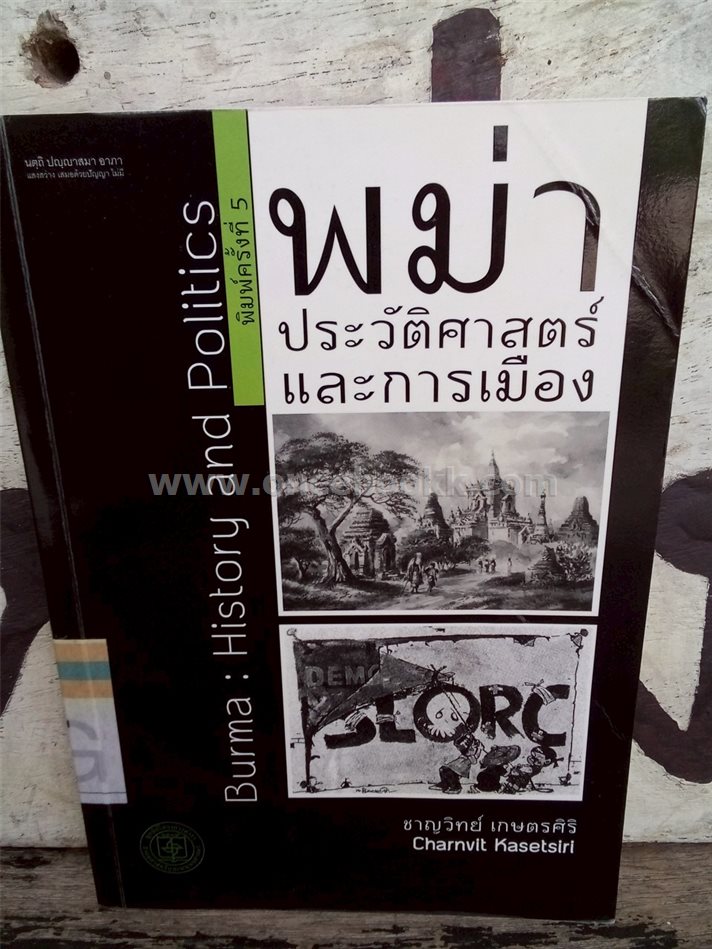 นตฺถิ ปญฺญาสมา อาภา
แสงสว่าง เสมอด้วยปัญญา ไม่มี
พิมพ์ครั้งที่ 5
Burma : History and Politics
พม่า
ประวัติศาสตร์
และการเมือง
www.oncebookk.com
DEMO
SLORC
G
ชาญวิทย์ เกษตรศิริ
Charnvit Kasetsiri